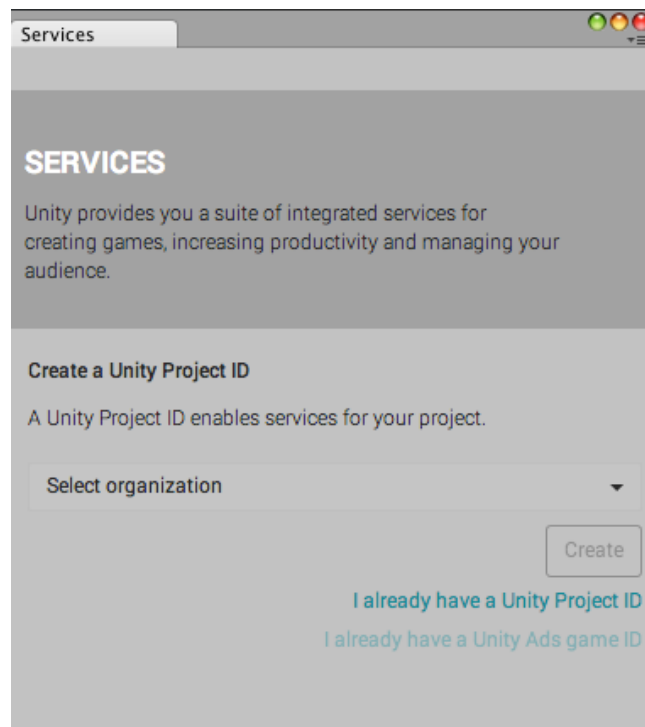 Services
SERVICES
Unity provides you a suite of integrated services for
creating games, increasing productivity and managing your
audience.
Create a Unity Project ID
A Unity Project ID enables services for your project.
Select organization
Create
I already have a Unity Project ID
I already have a Unity Ads game ID